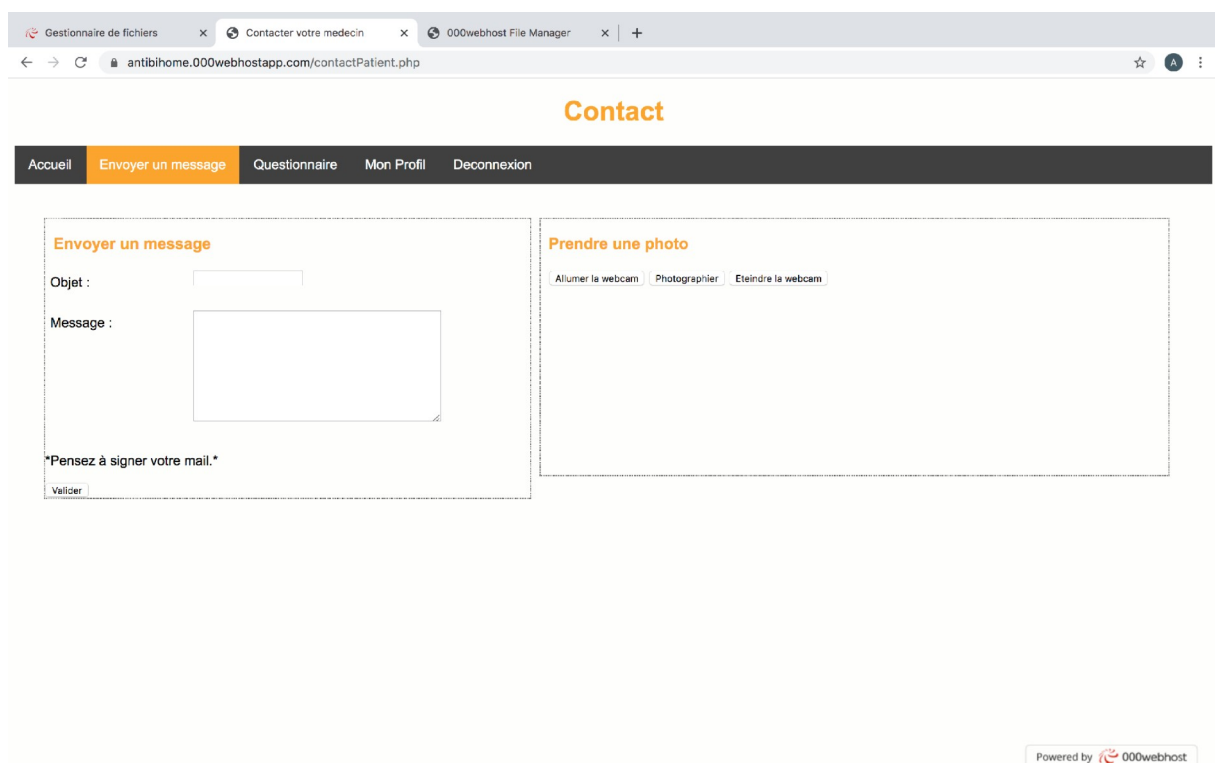 Gestionnaire de fichiers Contacter votre medecin 000webhost File Manager
antibihome.000webhostapp.com/contactPatient.php A
Contact
Accueil Envoyer un message Questionnaire Mon Profil Deconnexion
Envoyer un message
Objet :
Message :
*Pensez à signer votre mail.*
Valider
Prendre une photo
Allumer la webcam Photographier Eteindre la webcam
Powered by 000webhost